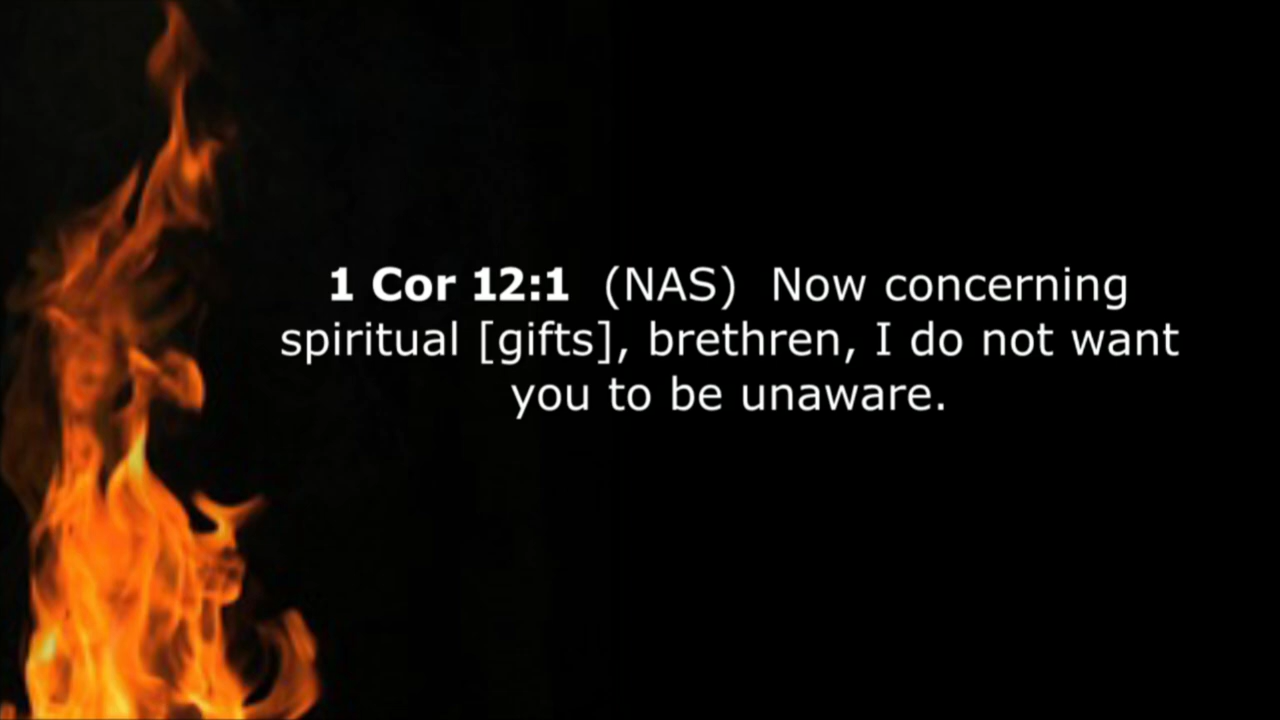 1 Cor 12:1 (NAS) Now concerning
spiritual [gifts], brethren, I do not want
you to be unaware.